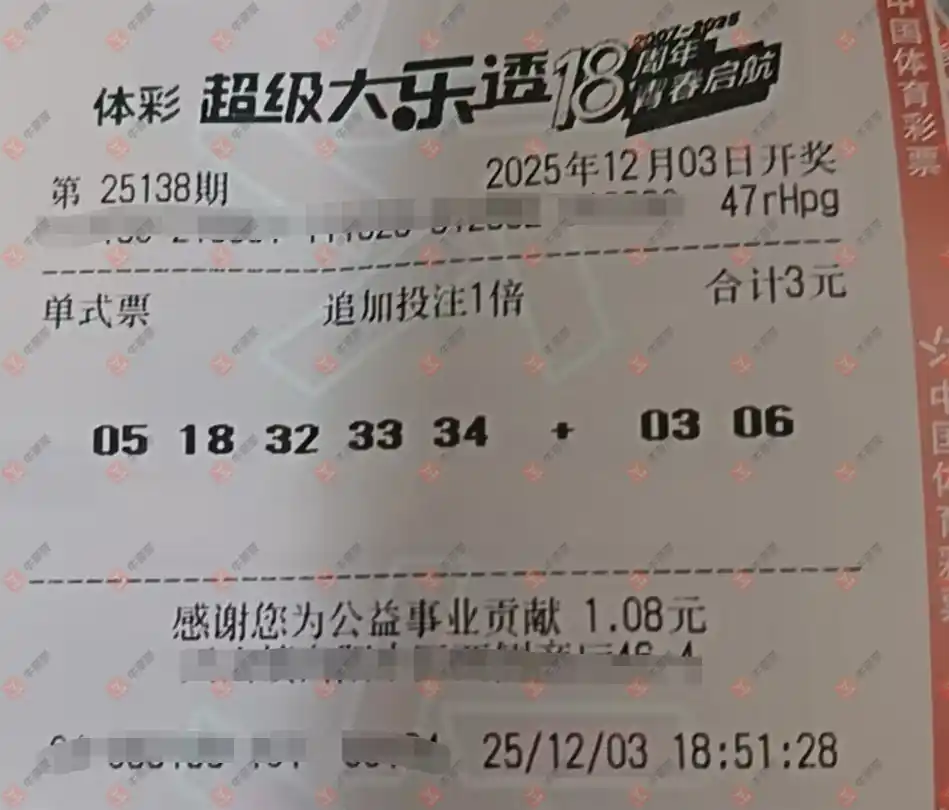 体彩 超级大乐透 18 2007-2025 周年 青春启航
第 25138期 2025年12月03日开奖
47rHpg
单式票 追加投注1倍 合计3元
05 18 32 33 34 + 03 06
感谢您为公益事业贡献 1.08元
25/12/03 18:51:28
中国体育彩票
中国体育彩